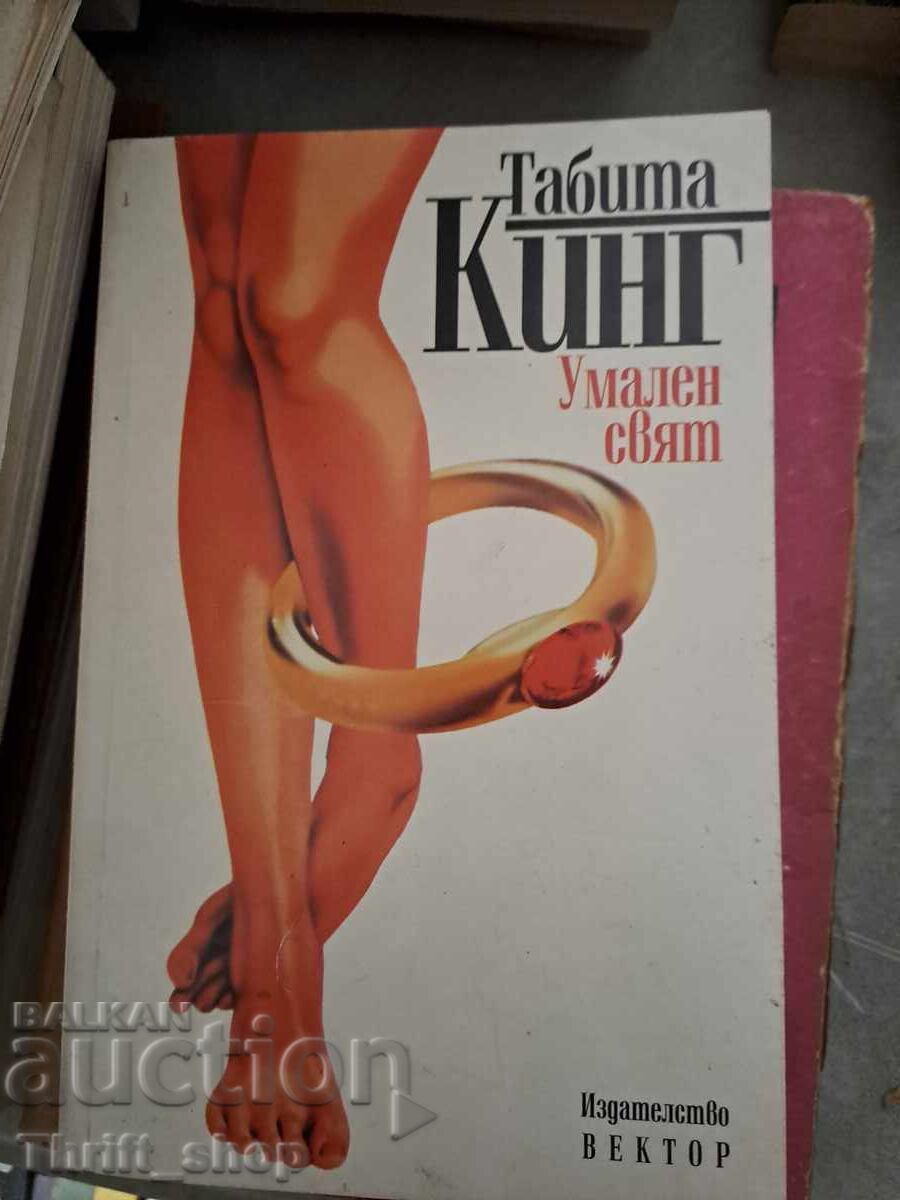 Табита
Кинг
Умален
свят
Издателство
ВЕКТОР
BALKAN
auction
Thrift_shop